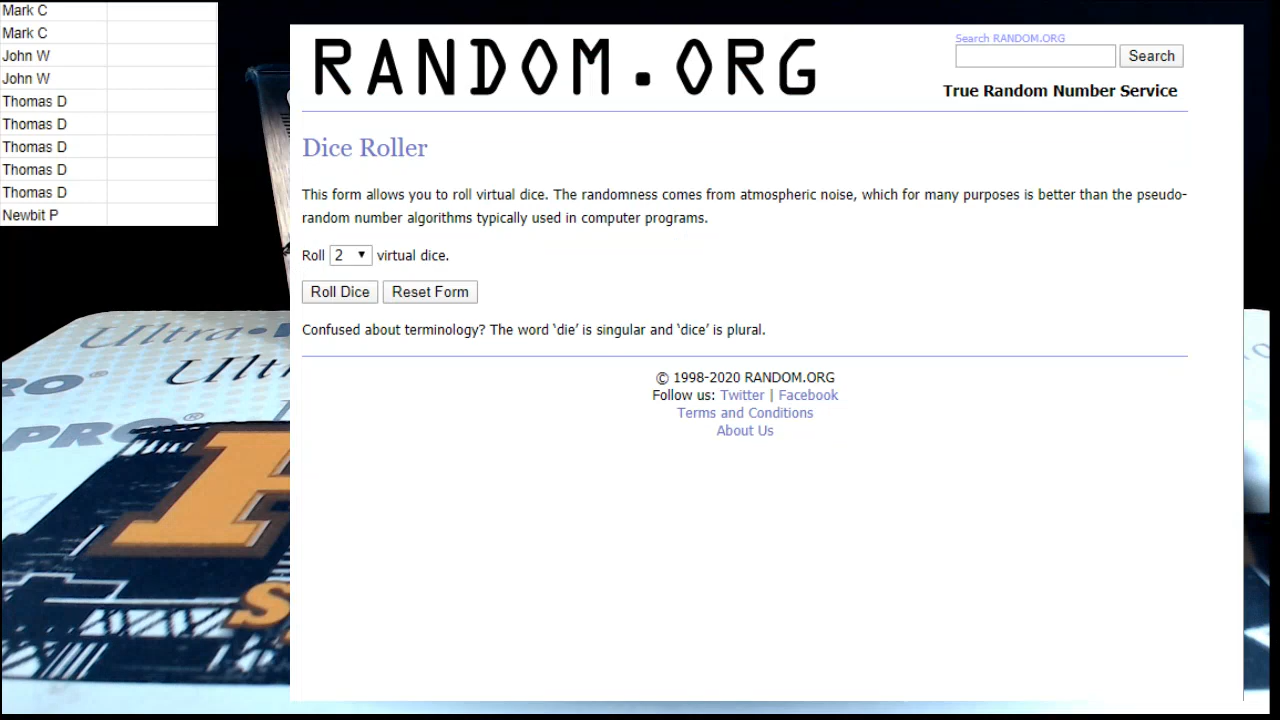 Mark C
Mark C
John W
John W
Thomas D
Thomas D
Thomas D
Thomas D
Thomas D
Newbit P
RANDOM.ORG
Search RANDOM.ORG
Search
True Random Number Service
Dice Roller
This form allows you to roll virtual dice. The randomness comes from atmospheric noise, which for many purposes is better than the pseudo-
random number algorithms typically used in computer programs.
Roll 2 virtual dice.
Roll Dice Reset Form
Confused about terminology? The word ‘die’ is singular and ‘dice’ is plural.
© 1998-2020 RANDOM.ORG
Follow us: Twitter | Facebook
Terms and Conditions
About Us
Ultra
PRO®
PRO®